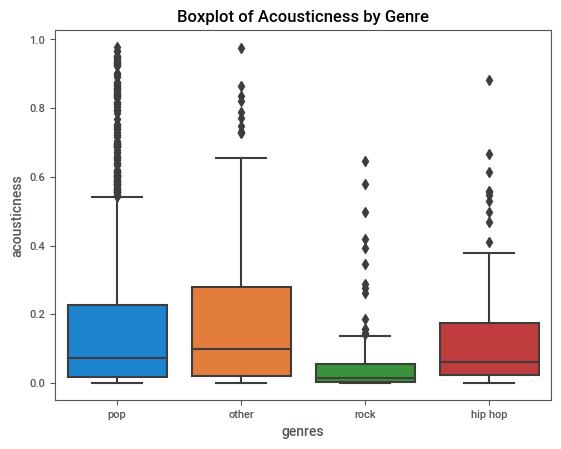 Boxplot of Acousticness by Genre
acousticness
1.0
0.8
0.6
0.4
0.2
0.0
pop other rock hip hop
genres